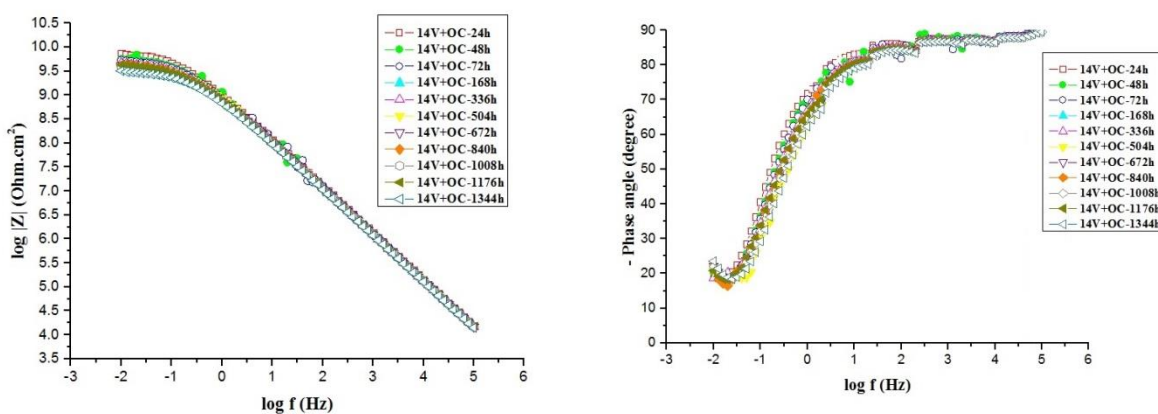 10.5
10.0
9.5
9.0
8.5
8.0
7.5
7.0
6.5
6.0
5.5
5.0
4.5
4.0
3.5
log |Z| (Ohm.cm²)
-3 -2 -1 0 1 2 3 4 5 6
log f (Hz)
14V+OC-24h
14V+OC-48h
14V+OC-72h
14V+OC-168h
14V+OC-336h
14V+OC-504h
14V+OC-672h
14V+OC-840h
14V+OC-1008h
14V+OC-1176h
14V+OC-1344h
90
80
70
60
50
40
30
20
10
0
- Phase angle (degree)
-3 -2 -1 0 1 2 3 4 5 6
log f (Hz)
14V+OC-24h
14V+OC-48h
14V+OC-72h
14V+OC-168h
14V+OC-336h
14V+OC-504h
14V+OC-672h
14V+OC-840h
14V+OC-1008h
14V+OC-1176h
14V+OC-1344h